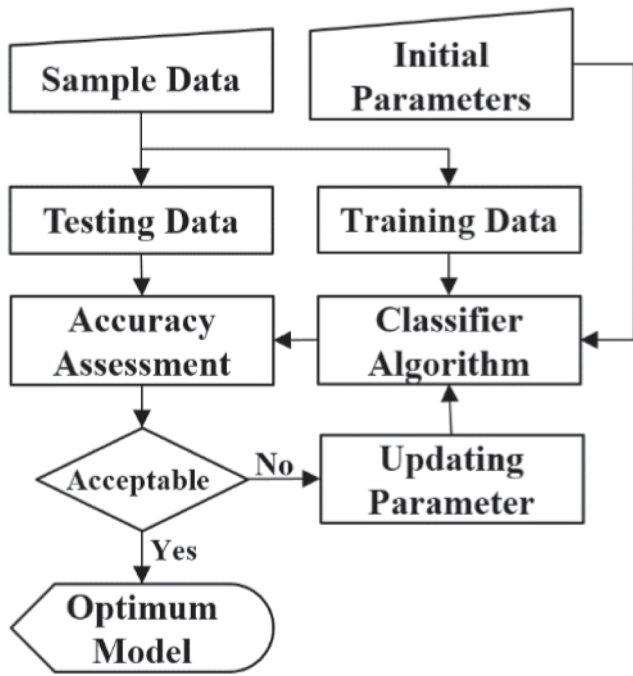 Sample Data
Initial
Parameters
Testing Data
Training Data
Accuracy
Assessment
Classifier
Algorithm
Acceptable
No
Updating
Parameter
Yes
Optimum
Model